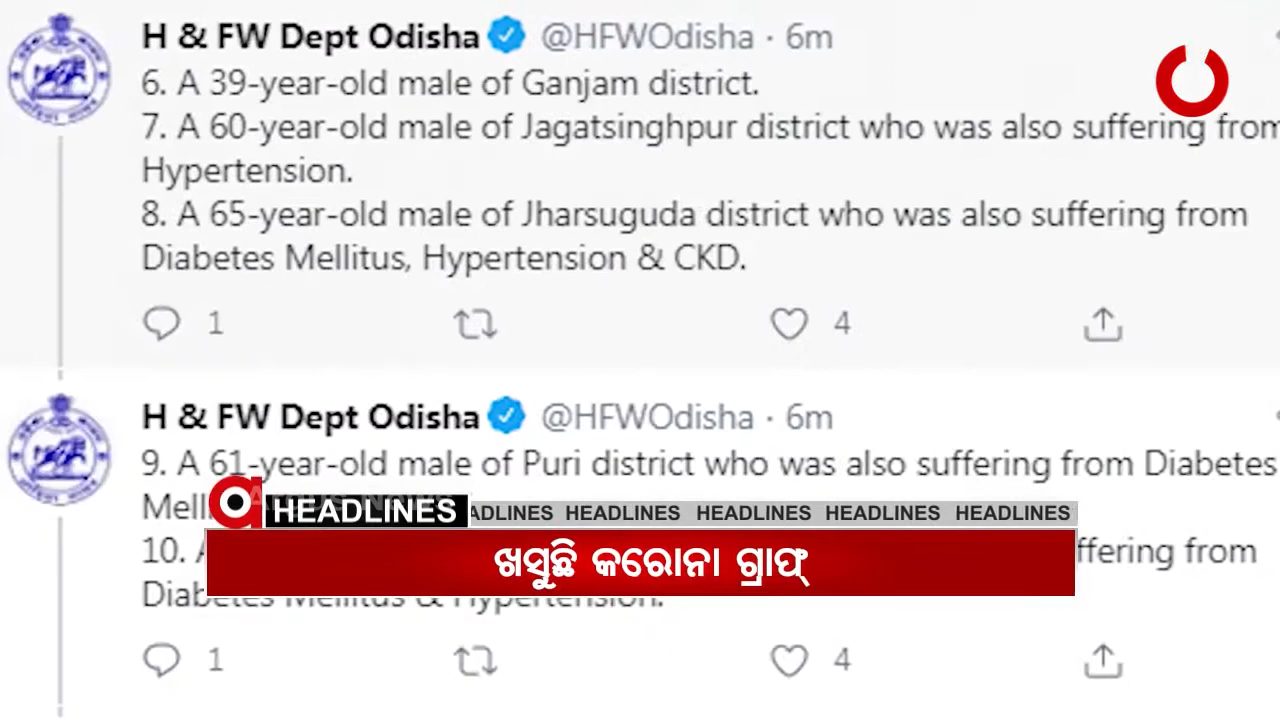 H & FW Dept Odisha @HFWOdisha · 6m
6. A 39-year-old male of Ganjam district.
7. A 60-year-old male of Jagatsinghpur district who was also suffering from
Hypertension.
8. A 65-year-old male of Jharsuguda district who was also suffering from
Diabetes Mellitus, Hypertension & CKD.
1 4
H & FW Dept Odisha @HFWOdisha · 6m
9. A 61-year-old male of Puri district who was also suffering from Diabetes
HEADLINES HEADLINES HEADLINES HEADLINES HEADLINES
10. from
ଖସୁଛି କରୋନା ଗ୍ରାଫ୍
Diabetes Mellitus & Hypertension.
1 4